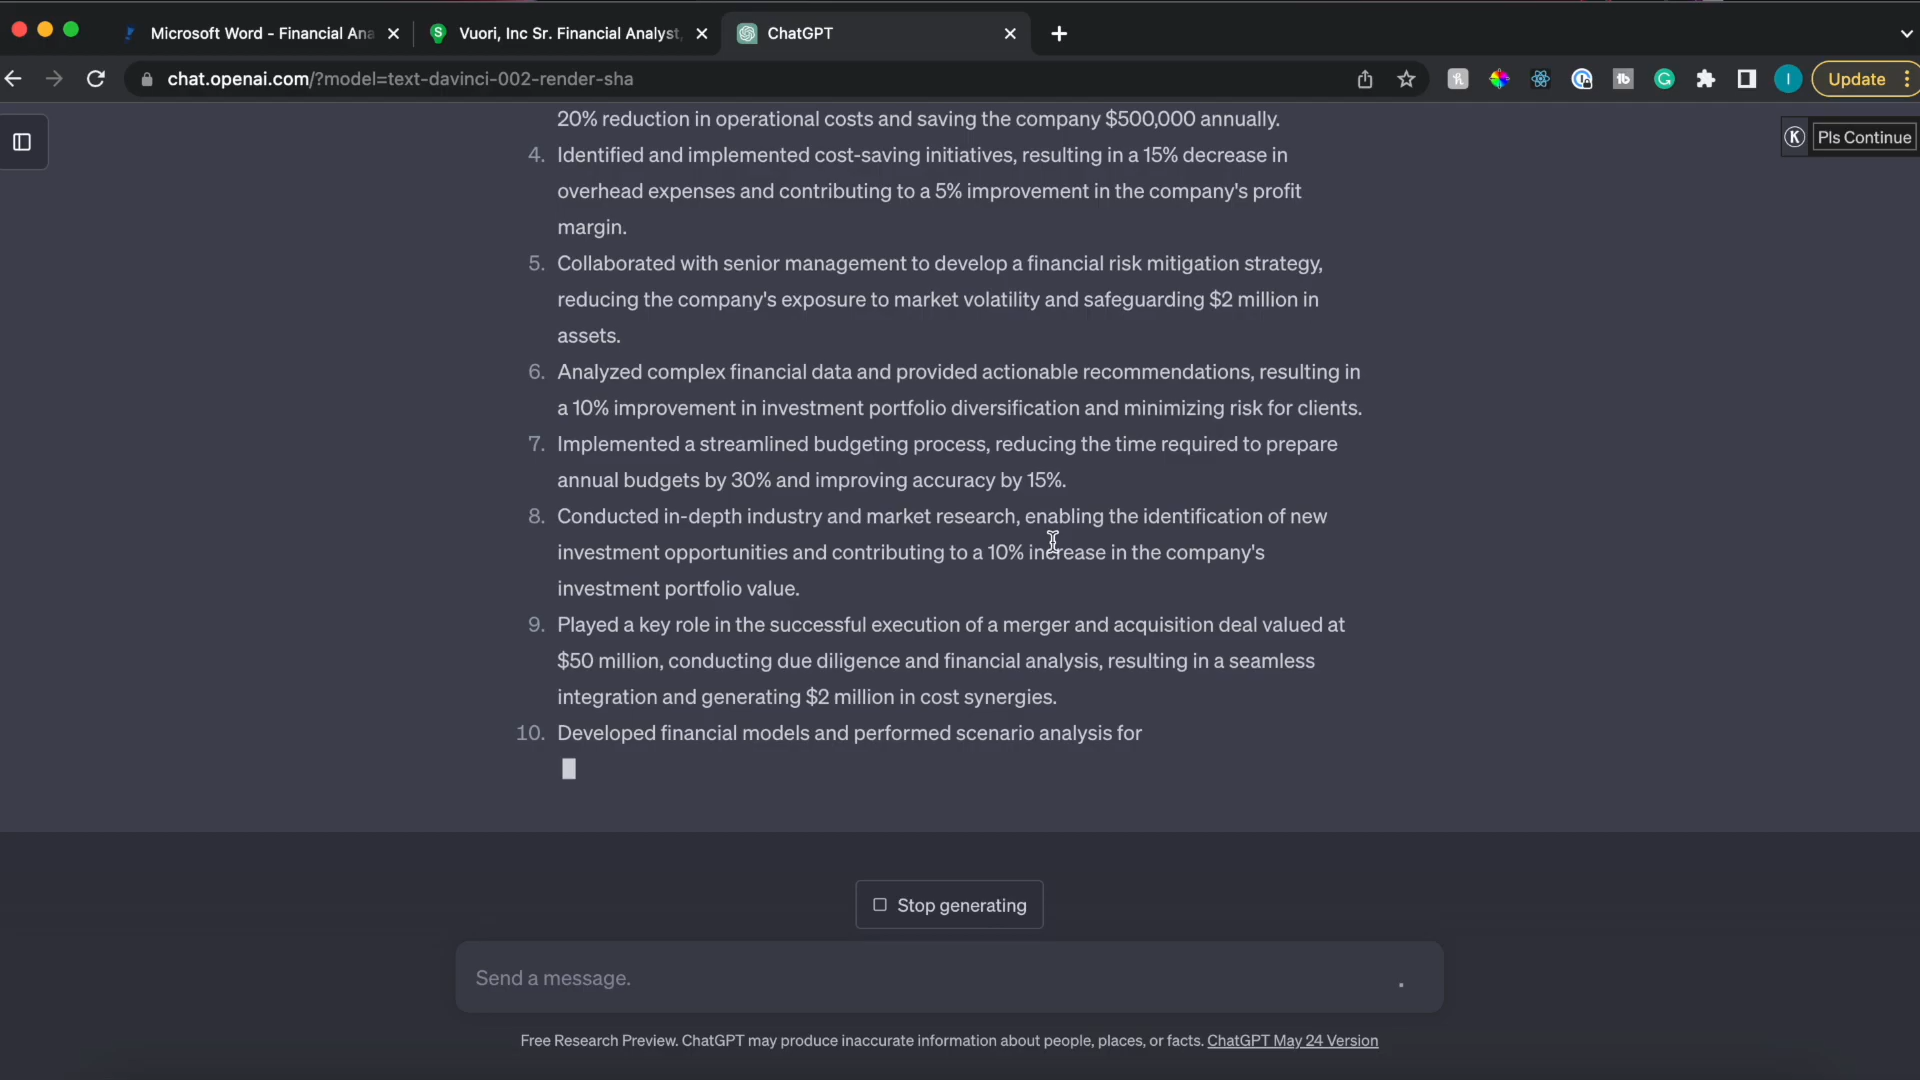 Microsoft Word - Financial Ana
Vuori, Inc Sr. Financial Analyst,
ChatGPT
chat.openai.com/?model=text-davinci-002-render-sha
Update
Pls Continue
20% reduction in operational costs and saving the company $500,000 annually.
4. Identified and implemented cost-saving initiatives, resulting in a 15% decrease in
overhead expenses and contributing to a 5% improvement in the company's profit
margin.
5. Collaborated with senior management to develop a financial risk mitigation strategy,
reducing the company's exposure to market volatility and safeguarding $2 million in
assets.
6. Analyzed complex financial data and provided actionable recommendations, resulting in
a 10% improvement in investment portfolio diversification and minimizing risk for clients.
7. Implemented a streamlined budgeting process, reducing the time required to prepare
annual budgets by 30% and improving accuracy by 15%.
8. Conducted in-depth industry and market research, enabling the identification of new
investment opportunities and contributing to a 10% increase in the company's
investment portfolio value.
9. Played a key role in the successful execution of a merger and acquisition deal valued at
$50 million, conducting due diligence and financial analysis, resulting in a seamless
integration and generating $2 million in cost synergies.
10. Developed financial models and performed scenario analysis for
Stop generating
Send a message.
Free Research Preview. ChatGPT may produce inaccurate information about people, places, or facts. ChatGPT May 24 Version